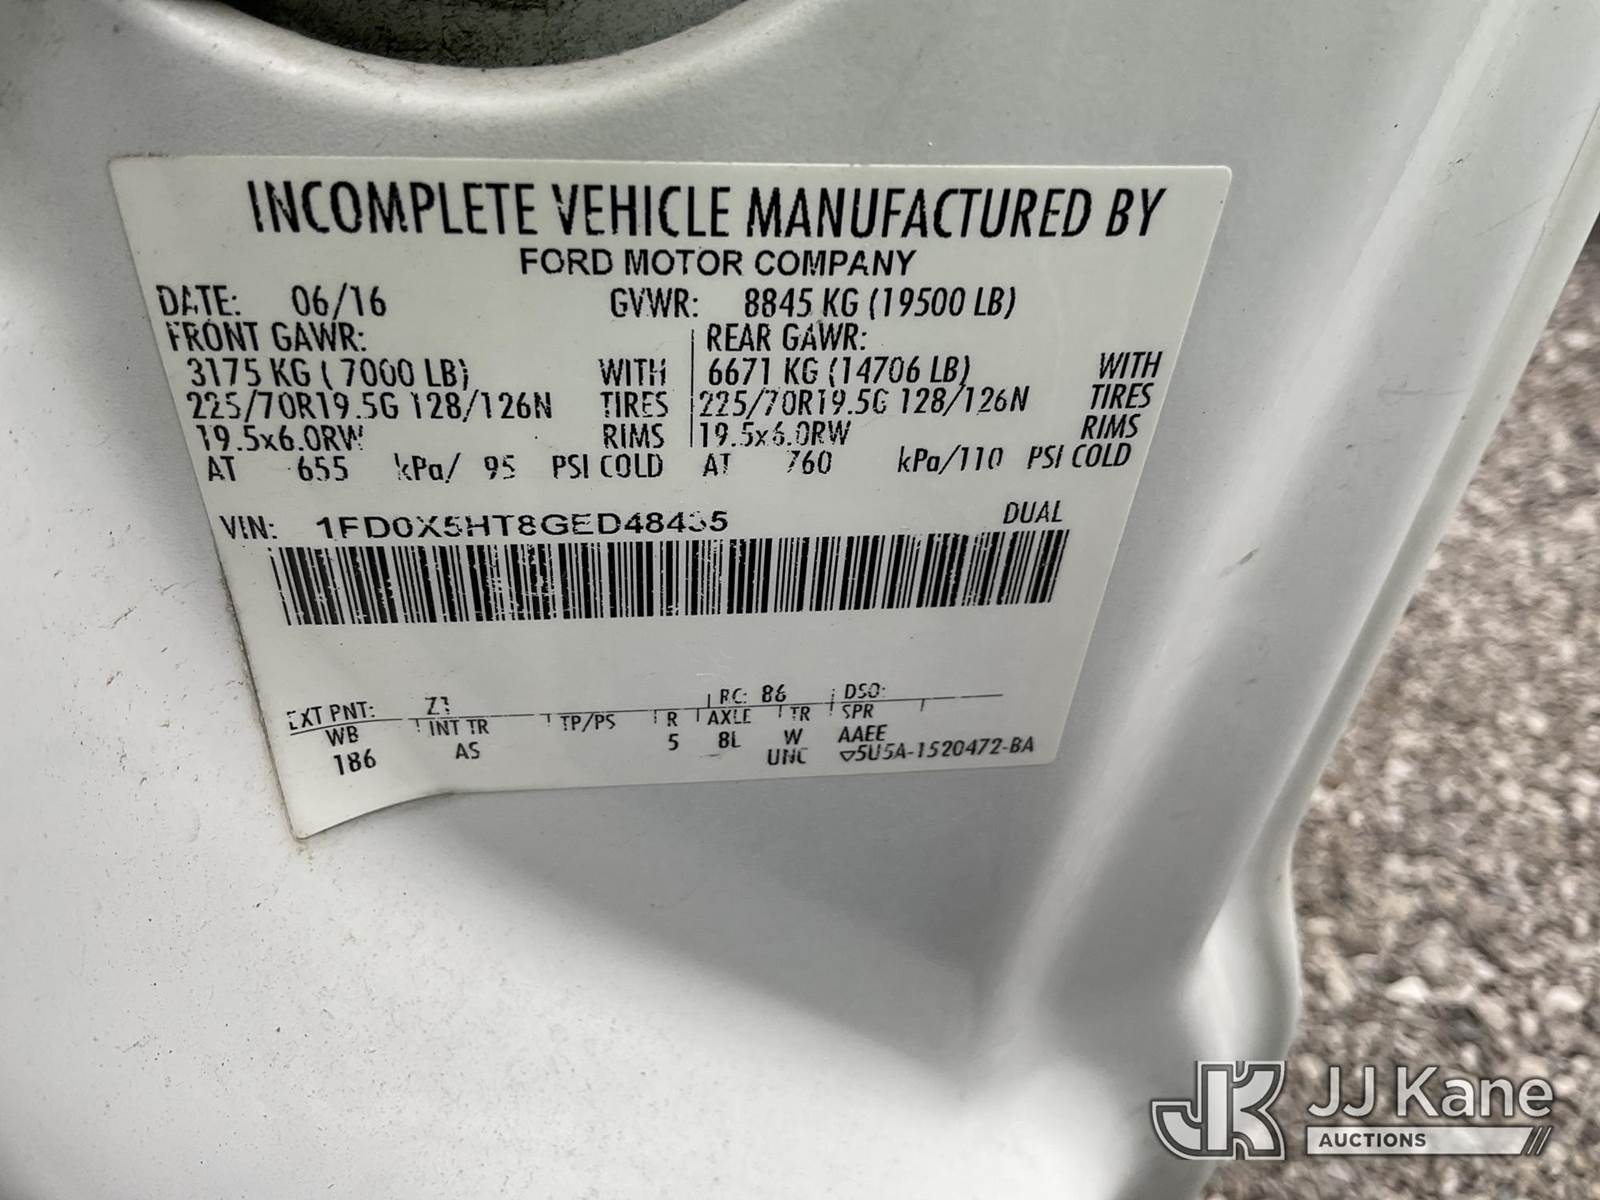 INCOMPLETE VEHICLE MANUFACTURED BY
FORD MOTOR COMPANY
DATE: 06/16 GVWR: 8845 KG (19500 LB)
FRONT GAWR: REAR GAWR:
3175 KG ( 7000 LB) WITH 6671 KG (14706 LB) WITH
225/70R19.5G 128/126N TIRES 225/70R19.5G 128/126N TIRES
19.5x6.0RW RIMS 19.5x6.0RW RIMS
AT 655 kPa/ 95 PSI COLD AT 760 kPa/110 PSI COLD
VIN: 1FD0X5HT8GED48435 DUAL
EXT PNT: Z1 RC: 86 DSO:
WB INT TR TP/PS R AXLE TR SPR
186 AS 5 8L W AAEE
UNC ▽5U5A-1520472-BA
JK JJ Kane
AUCTIONS